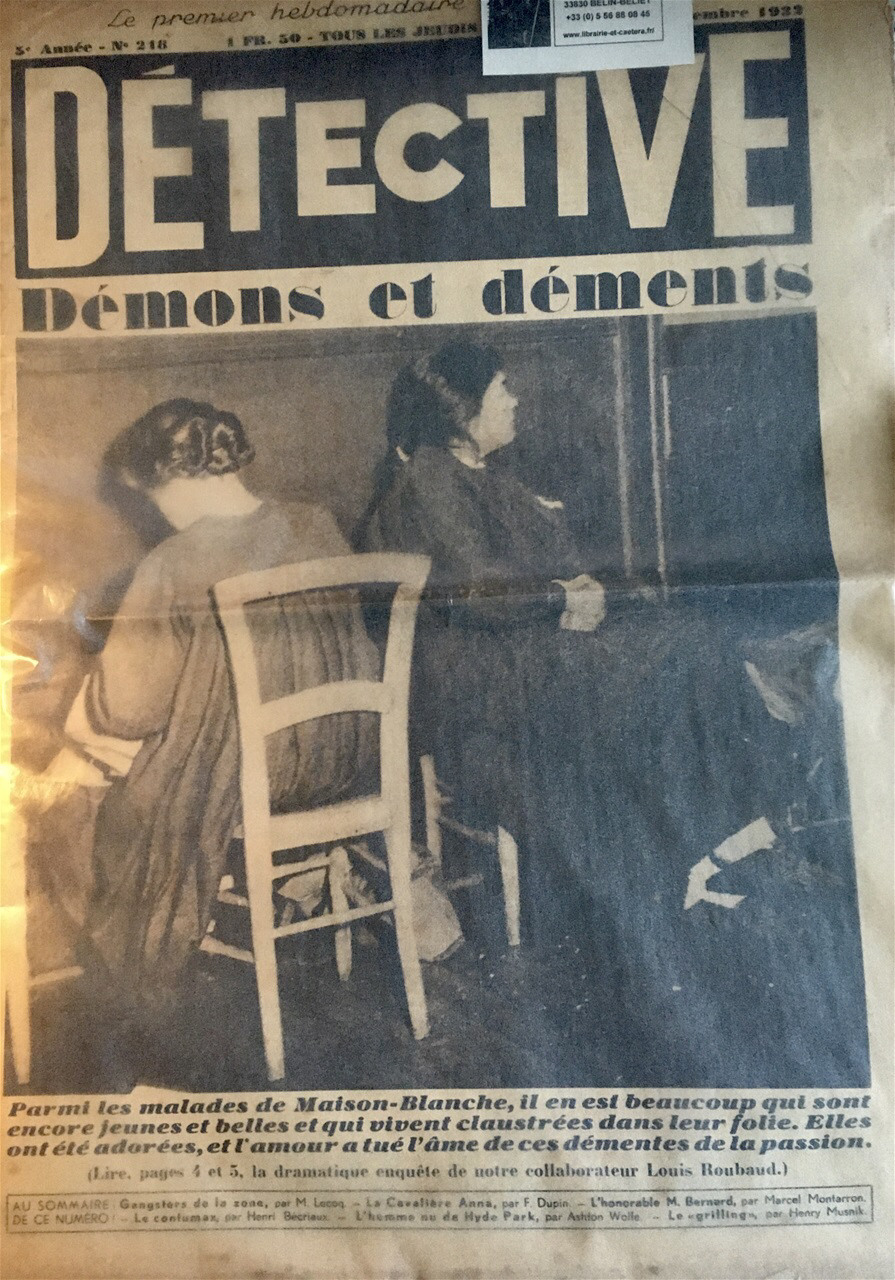 Le premier hebdomadaire
33830 BELIN-BELIET
+33 (0) 5 56 88 08 45
www.librairie-et-caetera.fr/
5e Année - No 218 1 FR. 50 - TOUS LES JEUDIS embre 1932
DÉTECTIVE
Démons et déments
Parmi les malades de Maison-Blanche, il en est beaucoup qui sont
encore jeunes et belles et qui vivent claustrées dans leur folie. Elles
ont été adorées, et l'amour a tué l'âme de ces démentes de la passion.
(Lire, pages 4 et 5, la dramatique enquête de notre collaborateur Louis Roubaud.)
AU SOMMAIRE Gangsters de la zone, par M. Lecoq. – La Cavalière Anna, par F. Dupin. – L'honorable M. Bernard, par Marcel Montarron.
DE CE NUMÉRO – Le contumax, par Henri Bécriaux. – L'homme nu de Hyde Park, par Ashton Wolfe. – Le «grilling», par Henry Musnik.